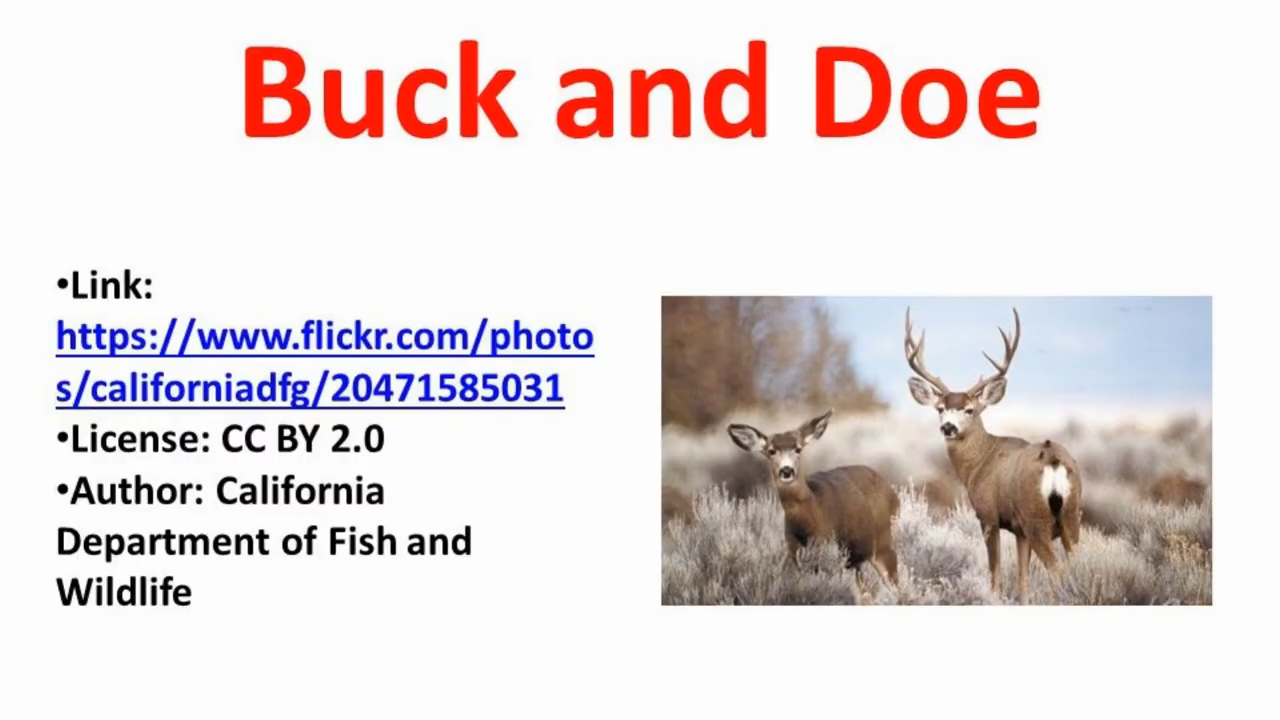 Buck and Doe
•Link:
https://www.flickr.com/photo
s/californiadfg/20471585031
•License: CC BY 2.0
•Author: California
Department of Fish and
Wildlife